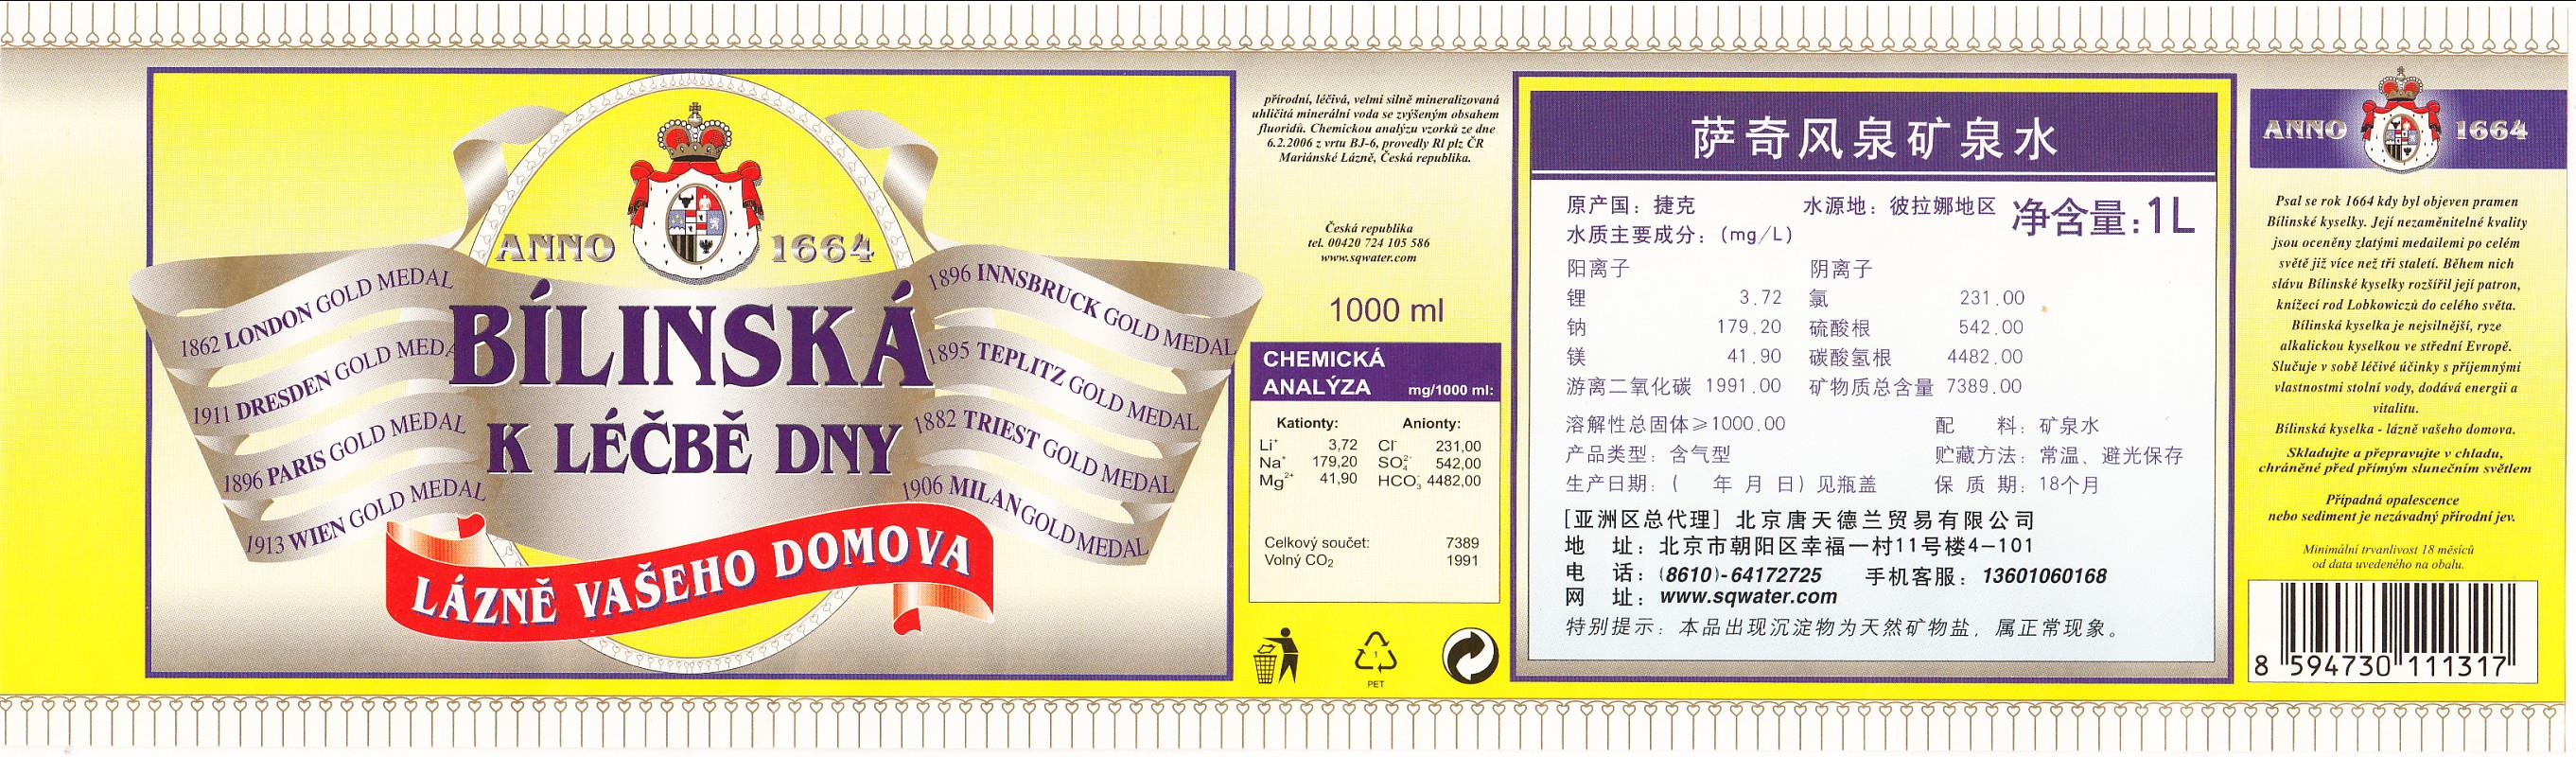 ANNO 1664
BÍLINSKÁ
K LÉČBĚ DNY
LÁZNĚ VAŠEHO DOMOVA
1862 LONDON GOLD MEDAL
1911 DRESDEN GOLD MEDA
1896 PARIS GOLD MEDAL
1913 WIEN GOLD MEDAL
1896 INNSBRUCK GOLD MEDAL
1895 TEPLITZ GOLD MEDAL
1882 TRIEST GOLD MEDAL
1906 MILAN GOLD MEDAL
přírodní, léčivá, velmi silně mineralizovaná
uhličitá minerální voda se zvýšeným obsahem
fluoridů. Chemickou analýzu vzorků ze dne
6.2.2006 z vrtu BJ-6, provedly Rl plz ČR
Mariánské Lázně, Česká republika.
Česká republika
tel. 00420 724 105 586
www.sqwater.com
1000 ml
CHEMICKÁ
ANALÝZA mg/1000 ml:
Kationty: Anionty:
Li⁺ 3,72 Cl⁻ 231,00
Na⁺ 179,20 SO₄²⁻ 542,00
Mg²⁺ 41,90 HCO₃⁻ 4482,00
Celkový součet: 7389
Volný CO₂ 1991
1
PET
萨奇风泉矿泉水
原产国：捷克 水源地：彼拉娜地区 净含量：1L
水质主要成分：(mg/L)
阳离子 阴离子
锂 3.72 氯 231.00
钠 179.20 硫酸根 542.00
镁 41.90 碳酸氢根 4482.00
游离二氧化碳 1991.00 矿物质总含量 7389.00
溶解性总固体≥1000.00 配 料：矿泉水
产品类型：含气型 贮藏方法：常温、避光保存
生产日期：( 年 月 日) 见瓶盖 保 质 期：18个月
[亚洲区总代理] 北京唐天德兰贸易有限公司
地 址：北京市朝阳区幸福一村11号楼4-101
电 话：(8610)-64172725 手机客服：13601060168
网 址：www.sqwater.com
特别提示：本品出现沉淀物为天然矿物盐，属正常现象。
ANNO 1664
Psal se rok 1664 kdy byl objeven pramen
Bílinské kyselky. Její nezaměnitelné kvality
jsou oceněny zlatými medailemi po celém
světě již více než tři staletí. Během nich
slávu Bílinské kyselky rozšířil její patron,
knížecí rod Lobkowiczů do celého světa.
Bílinská kyselka je nejsilnější, ryze
alkalickou kyselkou ve střední Evropě.
Slučuje v sobě léčivé účinky s příjemnými
vlastnostmi stolní vody, dodává energii a
vitalitu.
Bílinská kyselka - lázně vašeho domova.
Skladujte a přepravujte v chladu,
chráněné před přímým slunečním světlem
Případná opalescence
nebo sediment je nezávadný přírodní jev.
Minimální trvanlivost 18 měsíců
od data uvedeného na obalu.
8 594730 111317